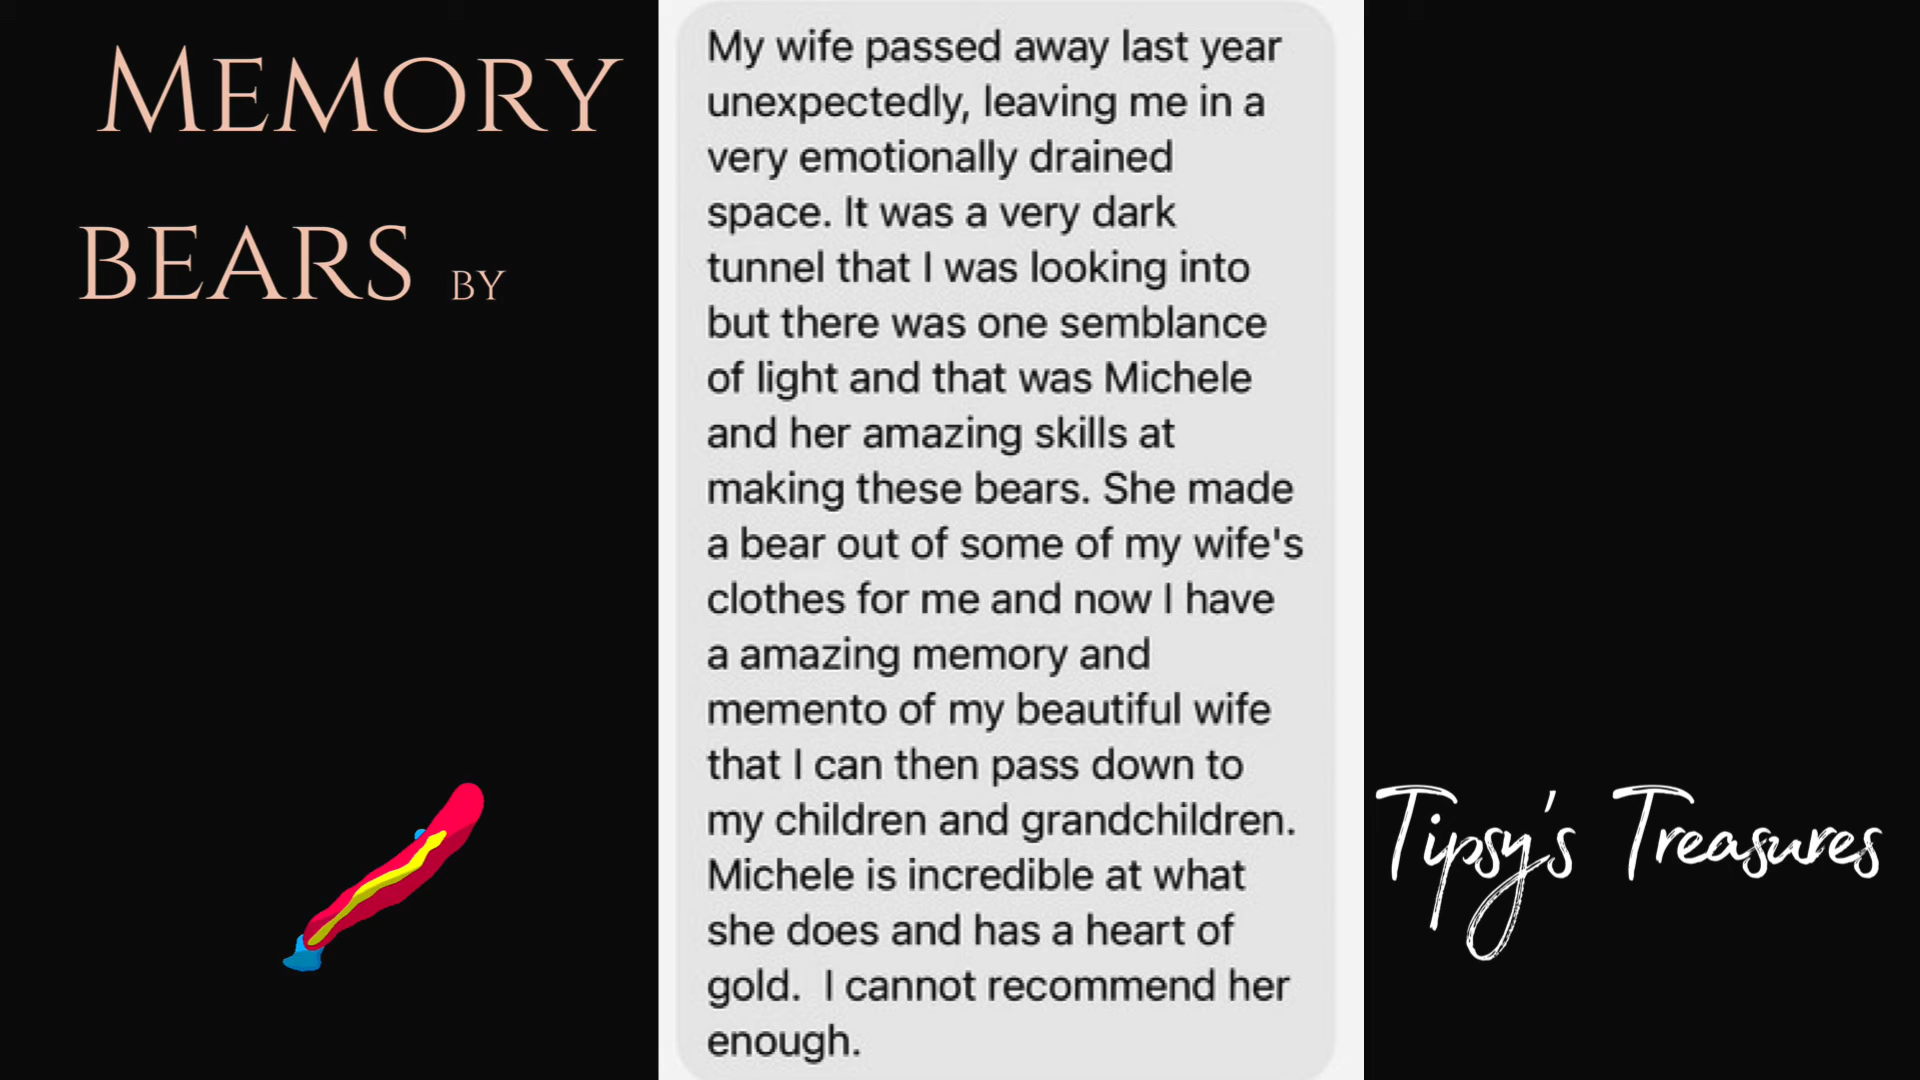 MEMORY
BEARS BY
My wife passed away last year
unexpectedly, leaving me in a
very emotionally drained
space. It was a very dark
tunnel that I was looking into
but there was one semblance
of light and that was Michele
and her amazing skills at
making these bears. She made
a bear out of some of my wife's
clothes for me and now I have
a amazing memory and
memento of my beautiful wife
that I can then pass down to
my children and grandchildren.
Michele is incredible at what
she does and has a heart of
gold.  I cannot recommend her
enough.
Tipsy's Treasures